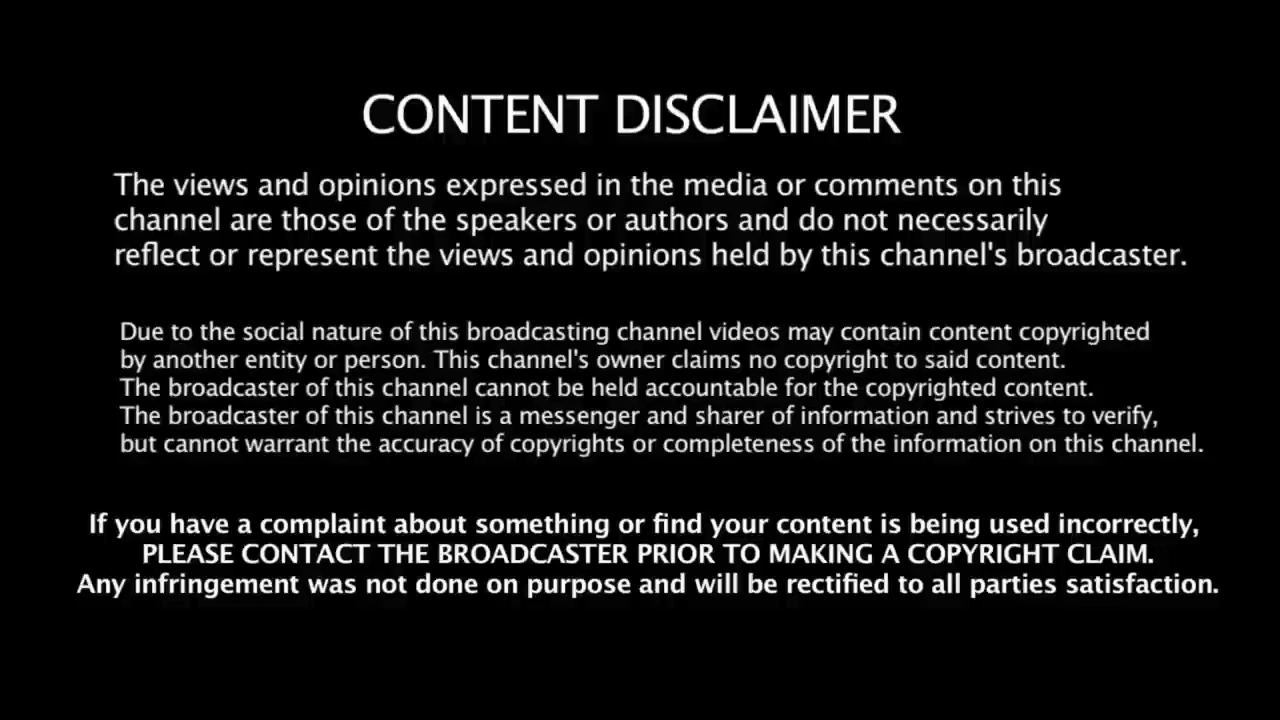 CONTENT DISCLAIMER
The views and opinions expressed in the media or comments on this
channel are those of the speakers or authors and do not necessarily
reflect or represent the views and opinions held by this channel's broadcaster.
Due to the social nature of this broadcasting channel videos may contain content copyrighted
by another entity or person. This channel's owner claims no copyright to said content.
The broadcaster of this channel cannot be held accountable for the copyrighted content.
The broadcaster of this channel is a messenger and sharer of information and strives to verify,
but cannot warrant the accuracy of copyrights or completeness of the information on this channel.
If you have a complaint about something or find your content is being used incorrectly,
PLEASE CONTACT THE BROADCASTER PRIOR TO MAKING A COPYRIGHT CLAIM.
Any infringement was not done on purpose and will be rectified to all parties satisfaction.